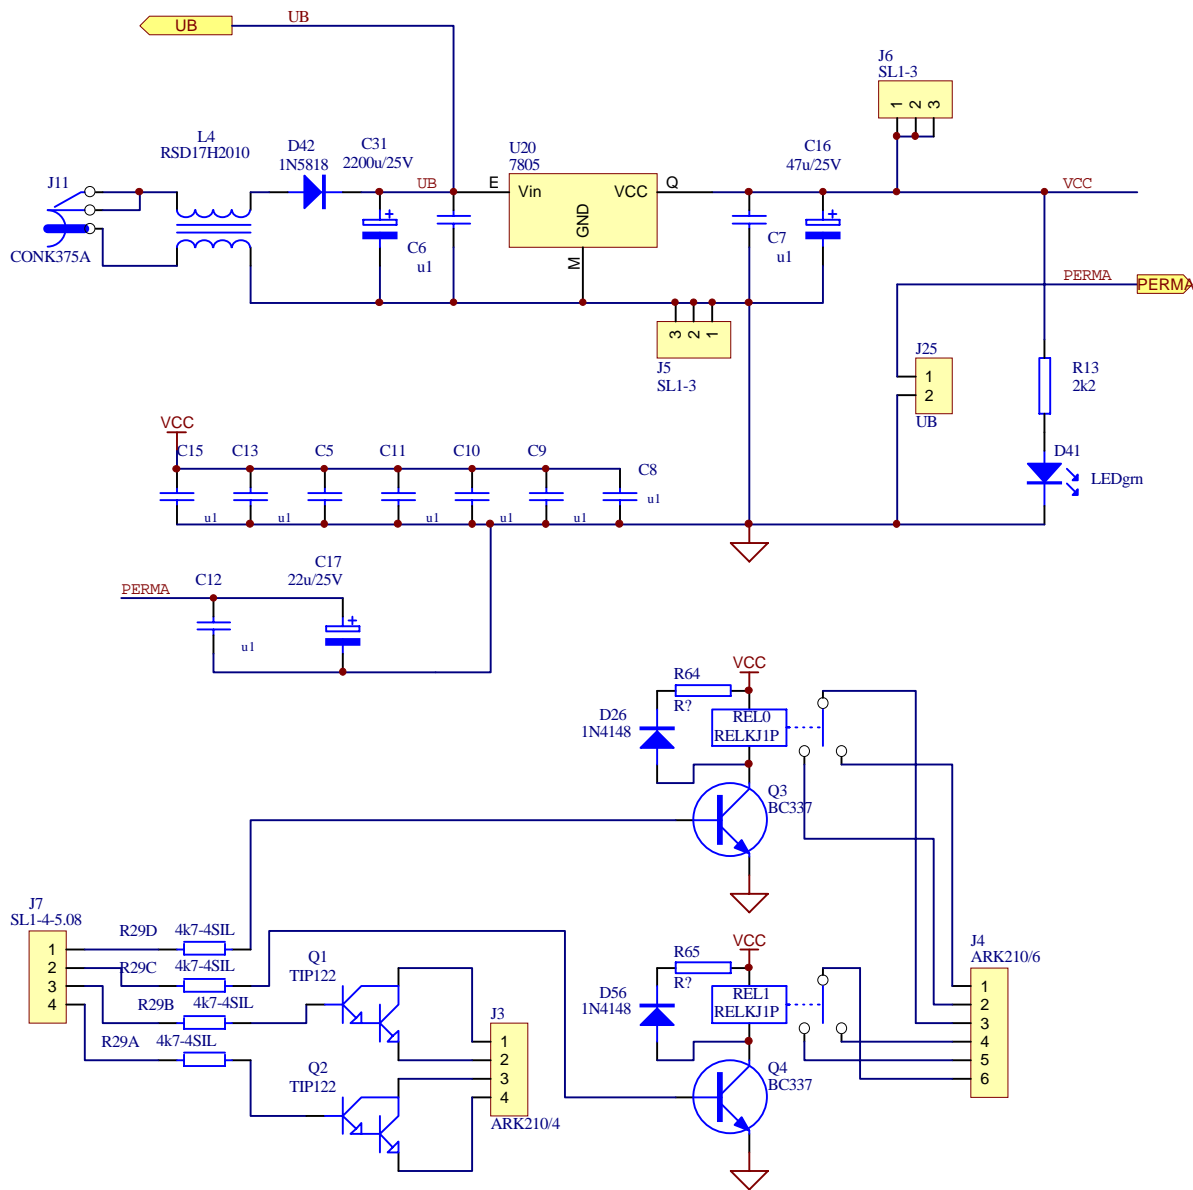 UB
UB
J6
SL1-3
1 2 3
L4
RSD17H2010
D42
1N5818
C31
2200u/25V
U20
7805
C16
47u/25V
J11
CONK375A
UB
E
Vin
VCC
Q
GND
M
VCC
C6
u1
+
C7
u1
+
PERMA
PERMA
3 2 1
J5
SL1-3
J25
1
2
UB
R13
2k2
D41
LEDgrn
VCC
C15
C13
C5
C11
C10
C9
C8
u1
u1
u1
u1
u1
u1
u1
PERMA
C12
u1
C17
22u/25V
+
VCC
R64
R?
D26
1N4148
REL0
RELKJ1P
Q3
BC337
J7
SL1-4-5.08
1
2
3
4
R29D
4k7-4SIL
R29C
4k7-4SIL
R29B
4k7-4SIL
R29A
4k7-4SIL
Q1
TIP122
Q2
TIP122
J3
1
2
3
4
ARK210/4
VCC
R65
R?
D56
1N4148
REL1
RELKJ1P
Q4
BC337
J4
ARK210/6
1
2
3
4
5
6